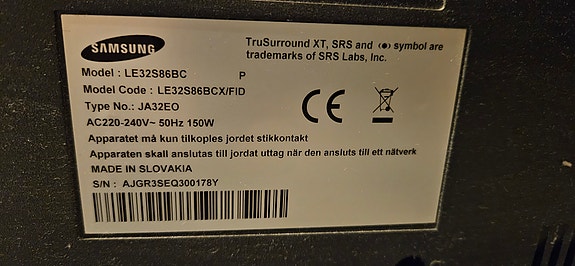 SAMSUNG
TruSurround XT, SRS and (●) symbol are
trademarks of SRS Labs, Inc.
Model : LE32S86BC P
Model Code : LE32S86BCX/FID
Type No.: JA32EO
AC220-240V~ 50Hz 150W
CE
Apparatet må kun tilkoples jordet stikkontakt
Apparaten skall anslutas till jordat uttag när den ansluts till ett nätverk
MADE IN SLOVAKIA
S/N : AJGR3SEQ300178Y